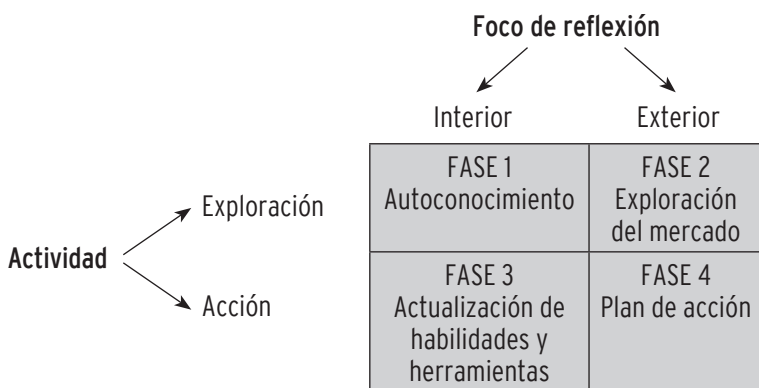 Foco de reflexión
Interior
Exterior
FASE 1
Autoconocimiento
FASE 2
Exploración
del mercado
Actividad
Exploración
Acción
FASE 3
Actualización de
habilidades y
herramientas
FASE 4
Plan de acción